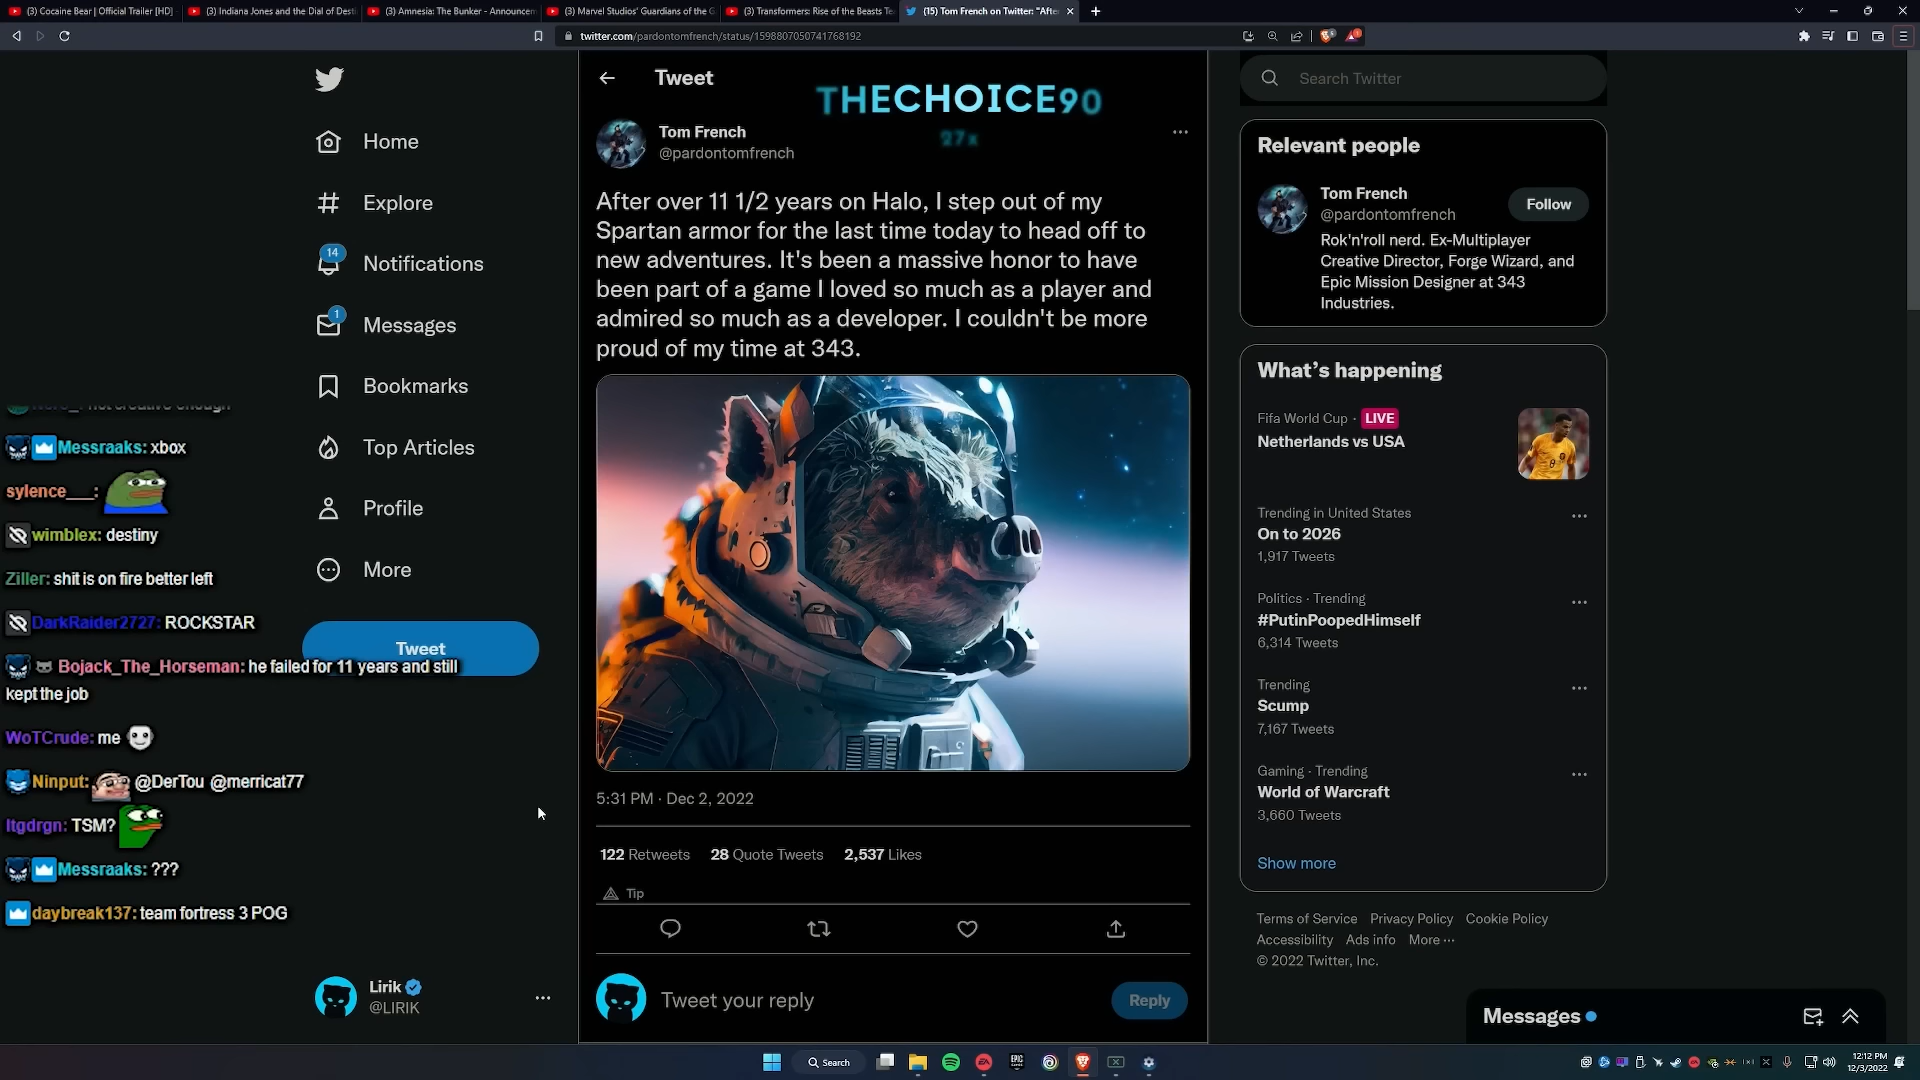 (3) Cocaine Bear | Official Trailer [HD]
(3) Indiana Jones and the Dial of Desti
(3) Amnesia: The Bunker - Announcem
(3) Marvel Studios' Guardians of the G
(3) Transformers: Rise of the Beasts Te
(15) Tom French on Twitter: "Afte
twitter.com/pardontomfrench/status/1598807050741768192
Home
Explore
14
Notifications
1
Messages
Bookmarks
Top Articles
Profile
More
Tweet
Messraaks: xbox
sylence___:
wimblex: destiny
Ziller: shit is on fire better left
DarkRaider2727: ROCKSTAR
Bojack_The_Horseman: he failed for 11 years and still
kept the job
WoTCrude: me
Ninput: @DerTou @merricat77
ltgdrgn: TSM?
Messraaks: ???
daybreak137: team fortress 3 POG
Lirik
@LIRIK
Tweet
THECHOICE90
27x
Tom French
@pardontomfrench
After over 11 1/2 years on Halo, I step out of my
Spartan armor for the last time today to head off to
new adventures. It's been a massive honor to have
been part of a game I loved so much as a player and
admired so much as a developer. I couldn't be more
proud of my time at 343.
5:31 PM · Dec 2, 2022
122 Retweets 28 Quote Tweets 2,537 Likes
Tip
Tweet your reply
Reply
Search Twitter
Relevant people
Tom French
@pardontomfrench
Follow
Rok'n'roll nerd. Ex-Multiplayer
Creative Director, Forge Wizard, and
Epic Mission Designer at 343
Industries.
What's happening
Fifa World Cup · LIVE
Netherlands vs USA
Trending in United States
On to 2026
1,917 Tweets
Politics · Trending
#PutinPoopedHimself
6,314 Tweets
Trending
Scump
7,167 Tweets
Gaming · Trending
World of Warcraft
3,660 Tweets
Show more
Terms of Service Privacy Policy Cookie Policy
Accessibility Ads info More
© 2022 Twitter, Inc.
Messages
Search
EPIC
12:12 PM
12/3/2022